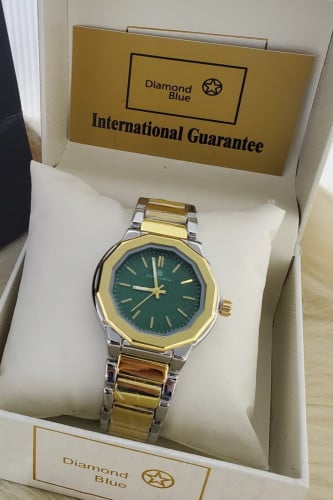 Diamond
Blue
International Guarantee
Diamond
Blue